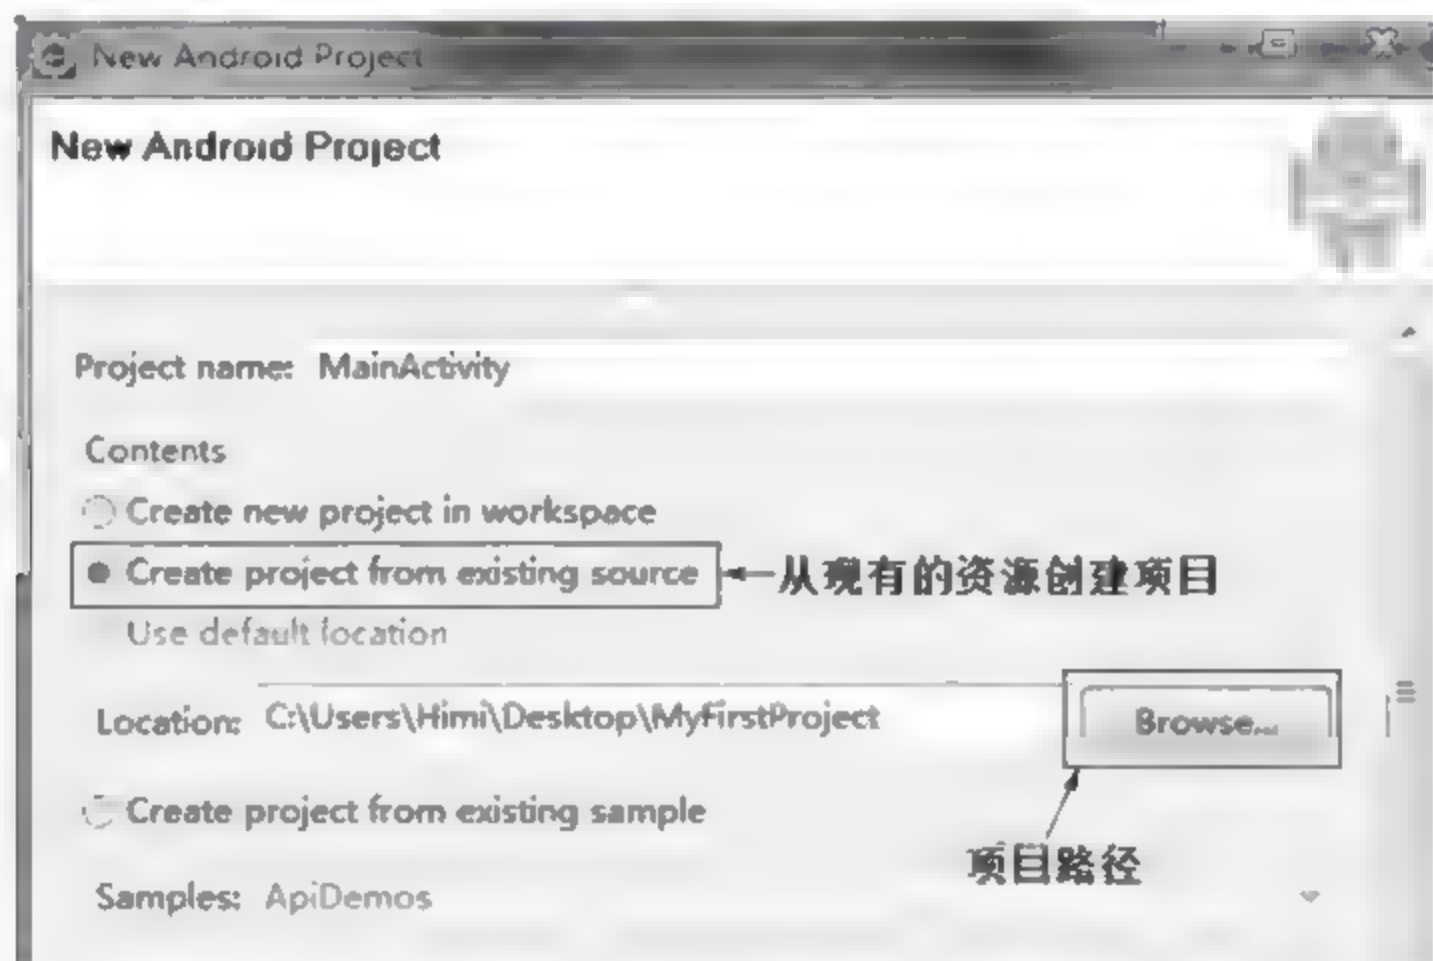 New Android Project
New Android Project
Project name: MainActivity
Contents
Create new project in workspace
Create project from existing source
从现有的资源创建项目
Use default location
Location: C:\Users\Himi\Desktop\MyFirstProject
Browse...
Create project from existing sample
项目路径
Samples: ApiDemos